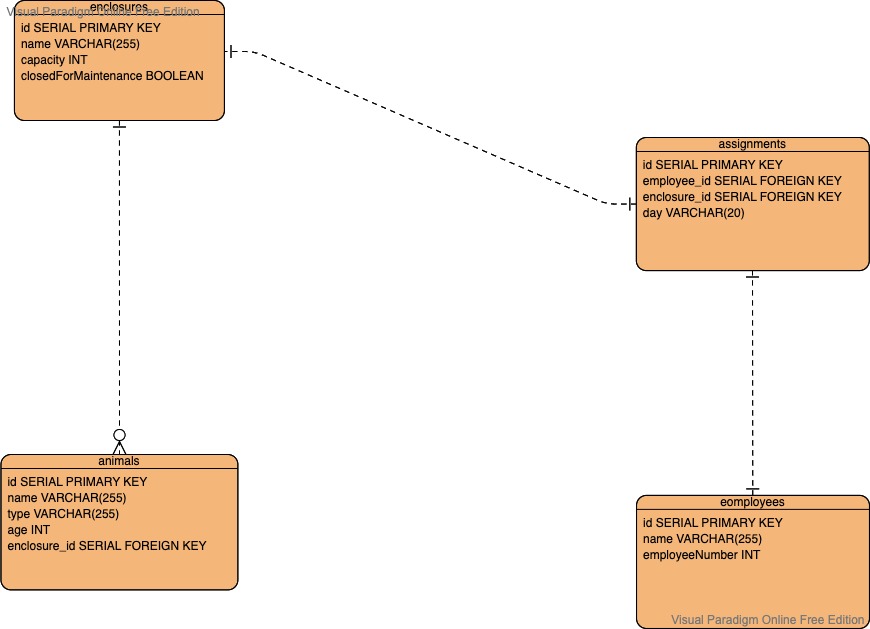 enclosures
Visual Paradigm Online Free Edition
id SERIAL PRIMARY KEY
name VARCHAR(255)
capacity INT
closedForMaintenance BOOLEAN
assignments
id SERIAL PRIMARY KEY
employee_id SERIAL FOREIGN KEY
enclosure_id SERIAL FOREIGN KEY
day VARCHAR(20)
animals
id SERIAL PRIMARY KEY
name VARCHAR(255)
type VARCHAR(255)
age INT
enclosure_id SERIAL FOREIGN KEY
eomployees
id SERIAL PRIMARY KEY
name VARCHAR(255)
employeeNumber INT
Visual Paradigm Online Free Edition